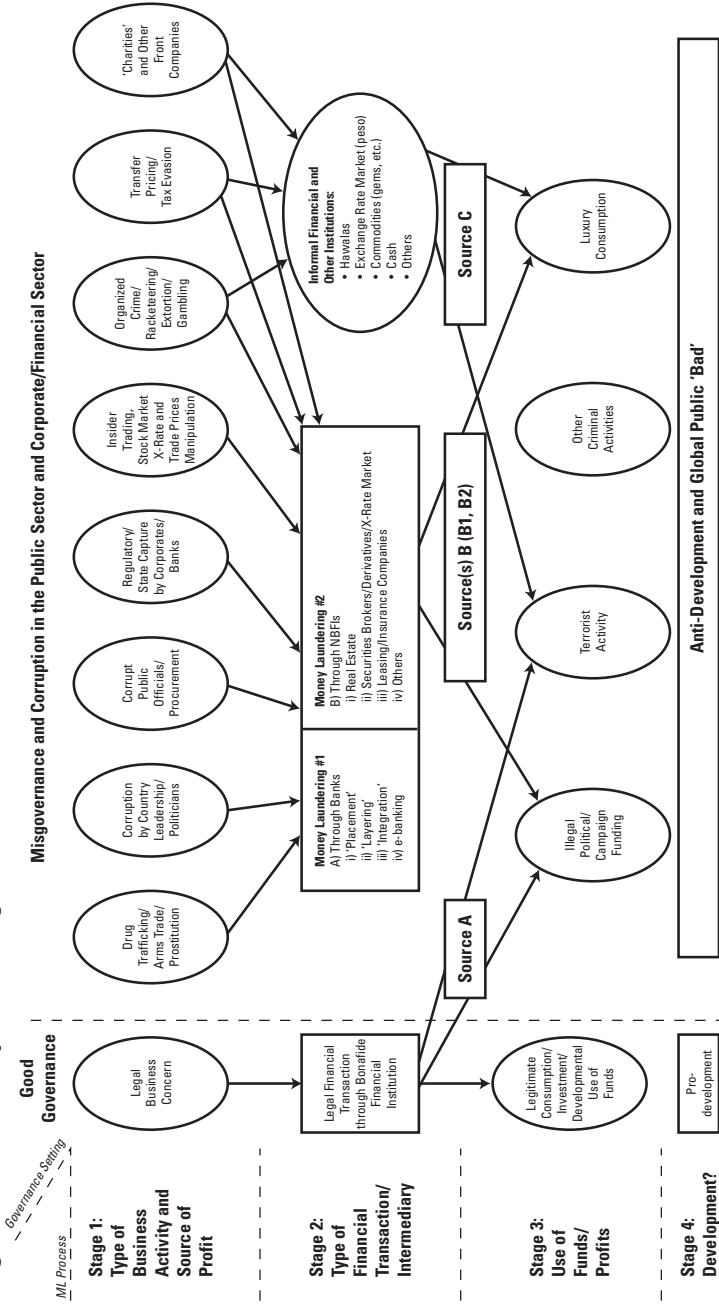 Governance Setting
ML Process
Good
Governance
Misgovernance and Corruption in the Public Sector and Corporate/Financial Sector
Stage 1:
Type of
Business
Activity and
Source of
Profit
Legal
Business
Concern
Drug
Trafficking/
Arms Trade/
Prostitution
Corruption
by Country
Leadership/
Politicians
Corrupt
Public
Officials/
Procurement
Regulatory/
State Capture
by Corporates/
Banks
Insider
Trading,
Stock Market
X-Rate and
Trade Prices
Manipulation
Organized
Crime/
Racketeering/
Extortion/
Gambling
Transfer
Pricing/
Tax Evasion
'Charities'
and Other
Front
Companies
Stage 2:
Type of
Financial
Transaction/
Intermediary
Legal Financial
Transaction
through Bonafide
Financial
Institution
Money Laundering #1
A) Through Banks
i) 'Placement'
ii) 'Layering'
iii) 'Integration'
iv) e-banking
Money Laundering #2
B) Through NBFIs
i) Real Estate
ii) Securities Brokers/Derivatives/X-Rate Market
iii) Leasing/Insurance Companies
iv) Others
Informal Financial and
Other Institutions:
• Hawalas
• Exchange Rate Market (peso)
• Commodities (gems, etc.)
• Cash
• Others
Source A
Source(s) B (B1, B2)
Source C
Stage 3:
Use of
Funds/
Profits
Legitimate
Consumption/
Investment/
Developmental
Use of
Funds
Illegal
Political/
Campaign
Funding
Terrorist
Activity
Other
Criminal
Activities
Luxury
Consumption
Stage 4:
Development?
Pro-
development
Anti-Development and Global Public 'Bad'